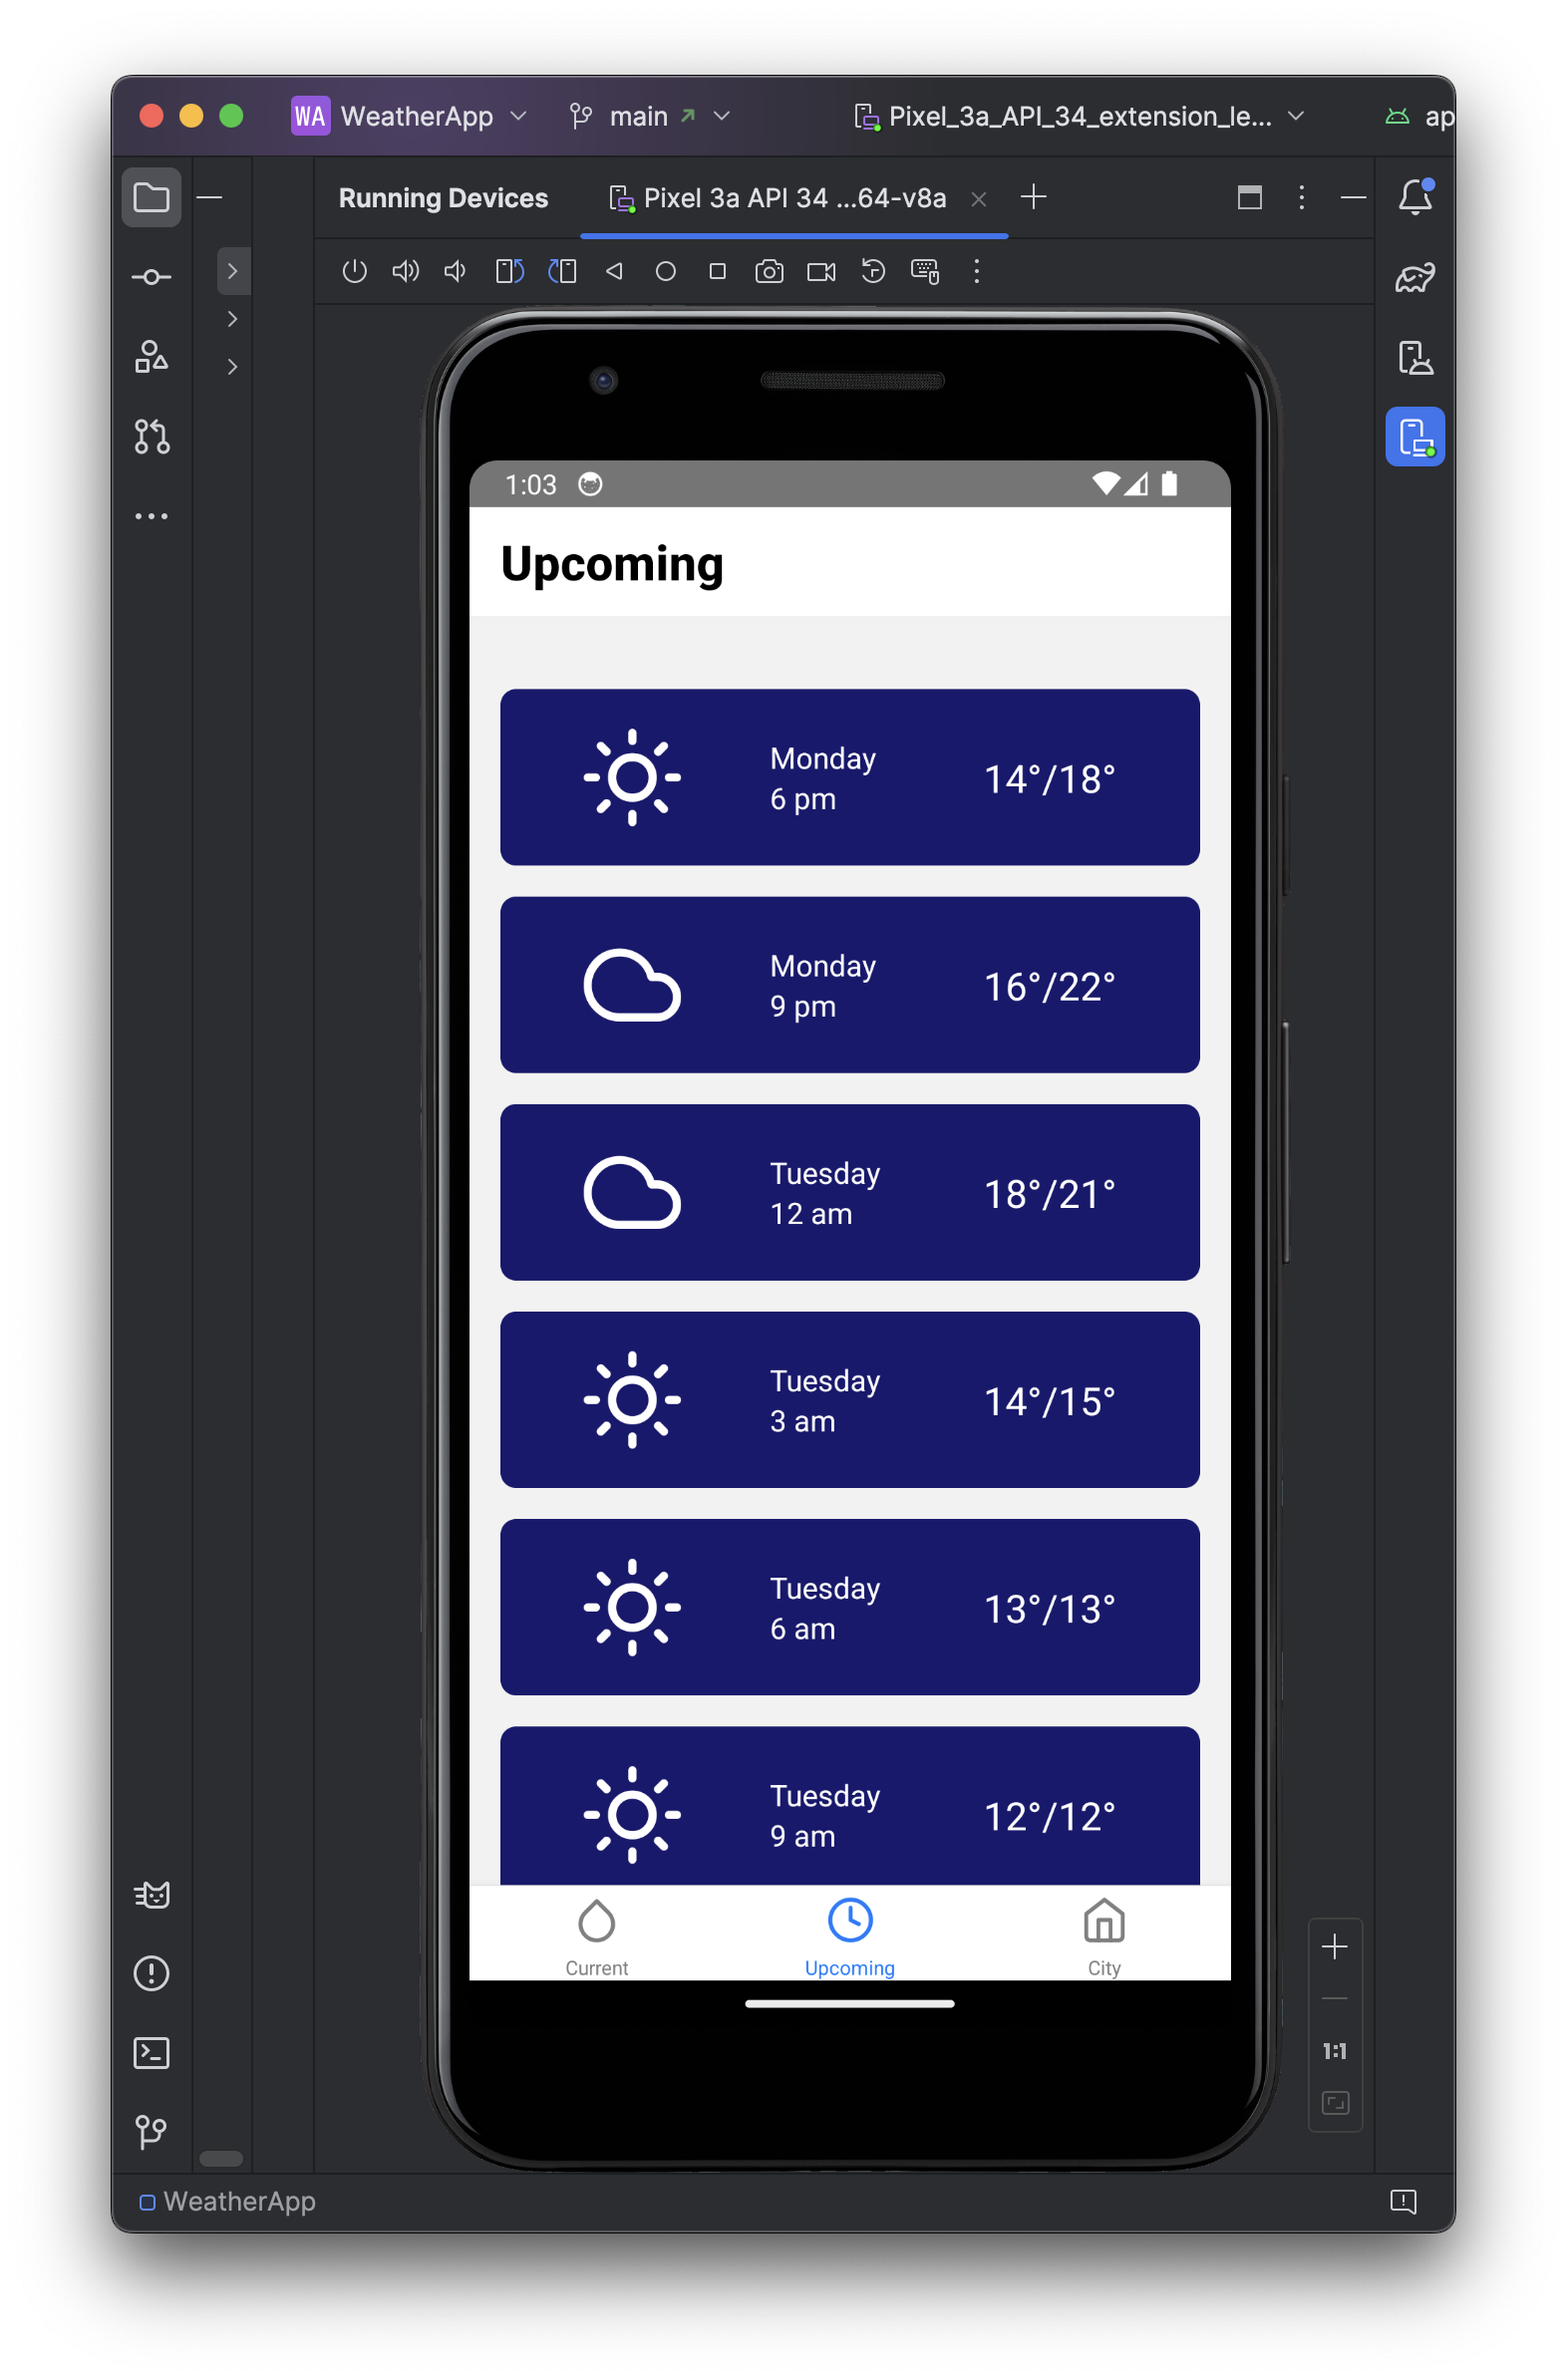 WA WeatherApp main Pixel_3a_API_34_extension_le... ap
Running Devices Pixel 3a API 34 ...64-v8a
1:03
Upcoming
Monday
6 pm
14°/18°
Monday
9 pm
16°/22°
Tuesday
12 am
18°/21°
Tuesday
3 am
14°/15°
Tuesday
6 am
13°/13°
Tuesday
9 am
12°/12°
Current Upcoming City
1:1
WeatherApp